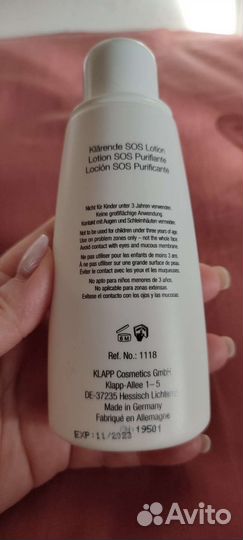 Klärende SOS Lotion
Lotion SOS Purifiante
Loción SOS Purificante
Nicht für Kinder unter 3 Jahren verwenden.
Keine großflächige Anwendung.
Kontakt mit Augen und Schleimhäuten vermeiden.
Not to be used for children under three years of age.
Use on problem zones only – not the whole face.
Avoid contact with eyes and mucous membrane.
Ne pas utiliser pour les enfants de moins 3 ans.
A ne pas utiliser sur une grande surface de peau.
Eviter le contact avec les yeux et les muqueuses.
No apto para niños menores de 3 años.
No aplicable para zonas extensas
Evítese el contacto con los ojos y las mucosas.
6 M
Ref. No.: 1118
KLAPP Cosmetics GmbH
Klapp-Allee 1–5
DE-37235 Hessisch Lichtenau
Made in Germany
Fabriqué en Allemagne
19501
EXP: 11/2023
Avito